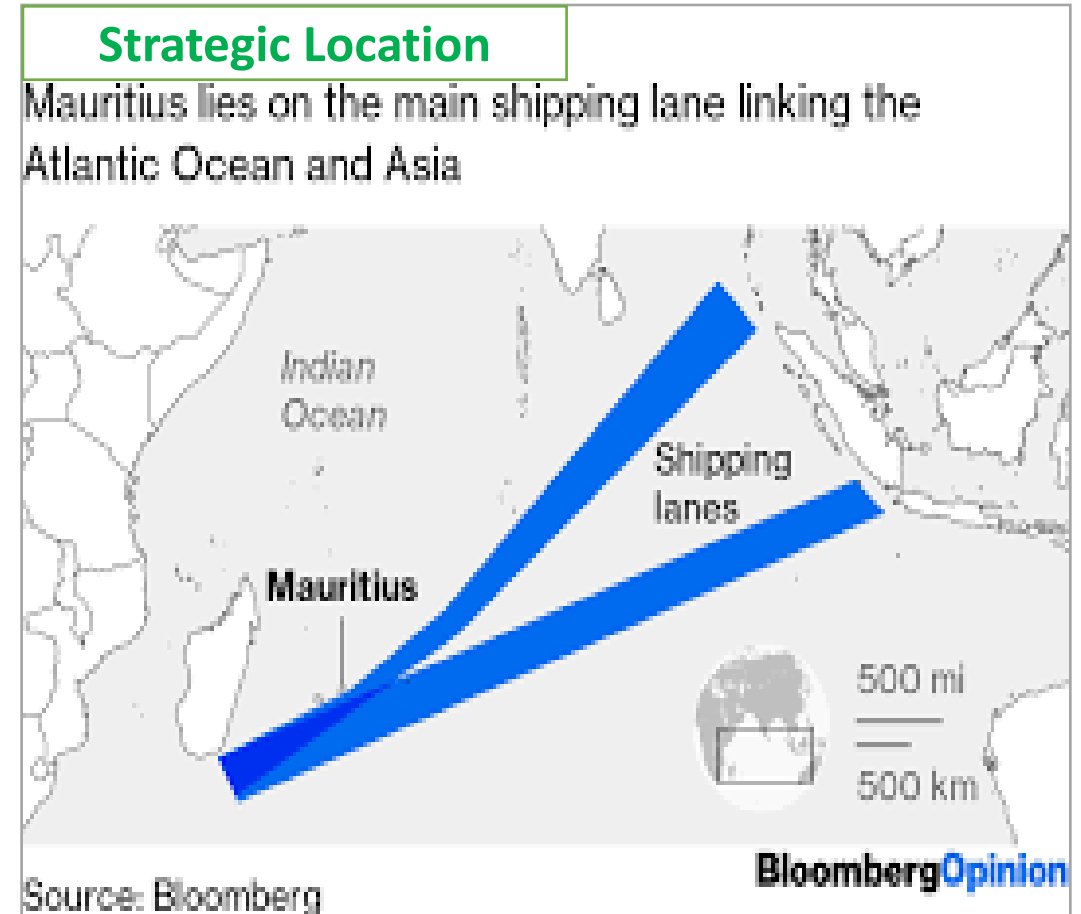 Strategic Location
Mauritius lies on the main shipping lane linking the
Atlantic Ocean and Asia
Indian
Ocean
Shipping
lanes
Mauritius
500 mi
500 km
BloombergOpinion
Source: Bloomberg